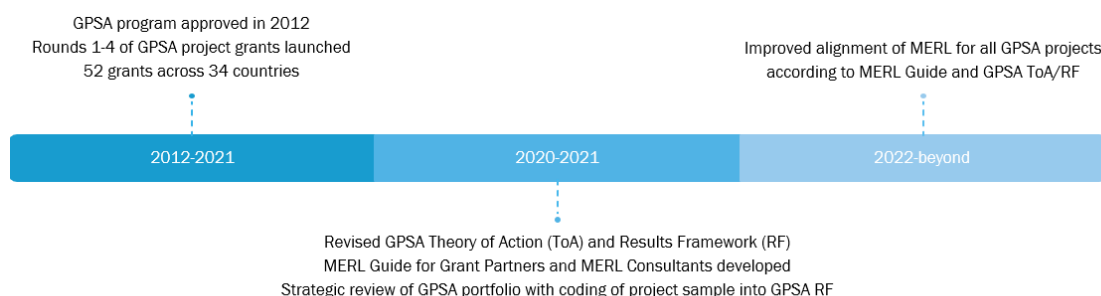 GPSA program approved in 2012
Rounds 1-4 of GPSA project grants launched
52 grants across 34 countries
Improved alignment of MERL for all GPSA projects
according to MERL Guide and GPSA ToA/RF
2012-2021
2020-2021
2022-beyond
Revised GPSA Theory of Action (ToA) and Results Framework (RF)
MERL Guide for Grant Partners and MERL Consultants developed
Strategic review of GPSA portfolio with coding of project sample into GPSA RF